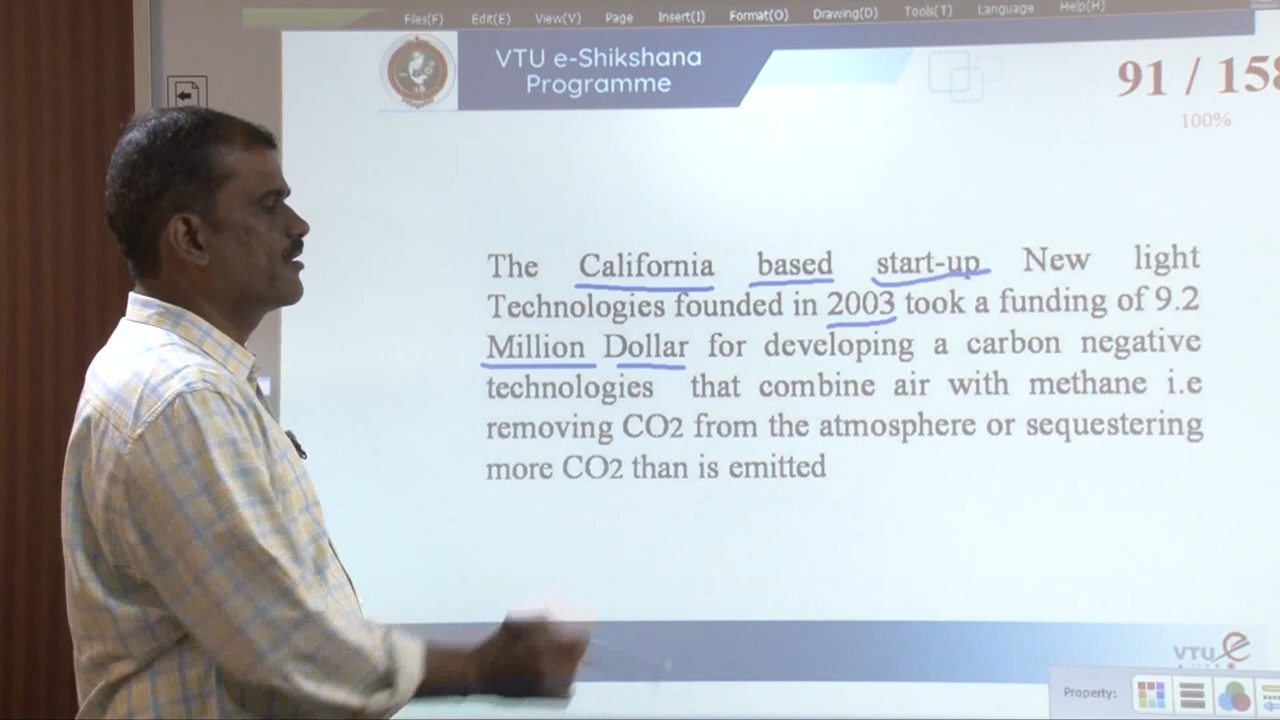 Files(F) Edit(E) View(V) Page Insert(I) Format(O) Drawing(D) Tools(T) Language Help(H)
VTU e-Shikshana
Programme
91 / 158
100%
The California based start-up New light
Technologies founded in 2003 took a funding of 9.2
Million Dollar for developing a carbon negative
technologies that combine air with methane i.e
removing CO2 from the atmosphere or sequestering
more CO2 than is emitted
VTU e
Property: